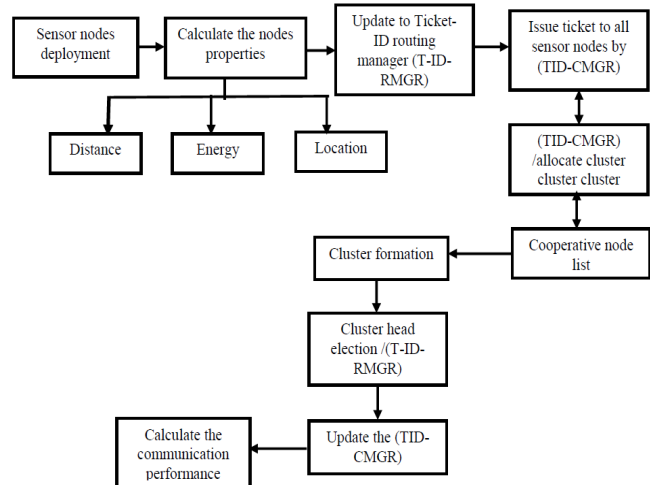 Sensor nodes
deployment
Calculate the nodes
properties
Update to Ticket-
ID routing
manager (T-ID-
RMGR)
Issue ticket to all
sensor nodes by
(TID-CMGR)
Distance
Energy
Location
(TID-CMGR)
/allocate cluster
cluster cluster
Cooperative node
list
Cluster formation
Cluster head
election /(T-ID-
RMGR)
Update the (TID-
CMGR)
Calculate the
communication
performance